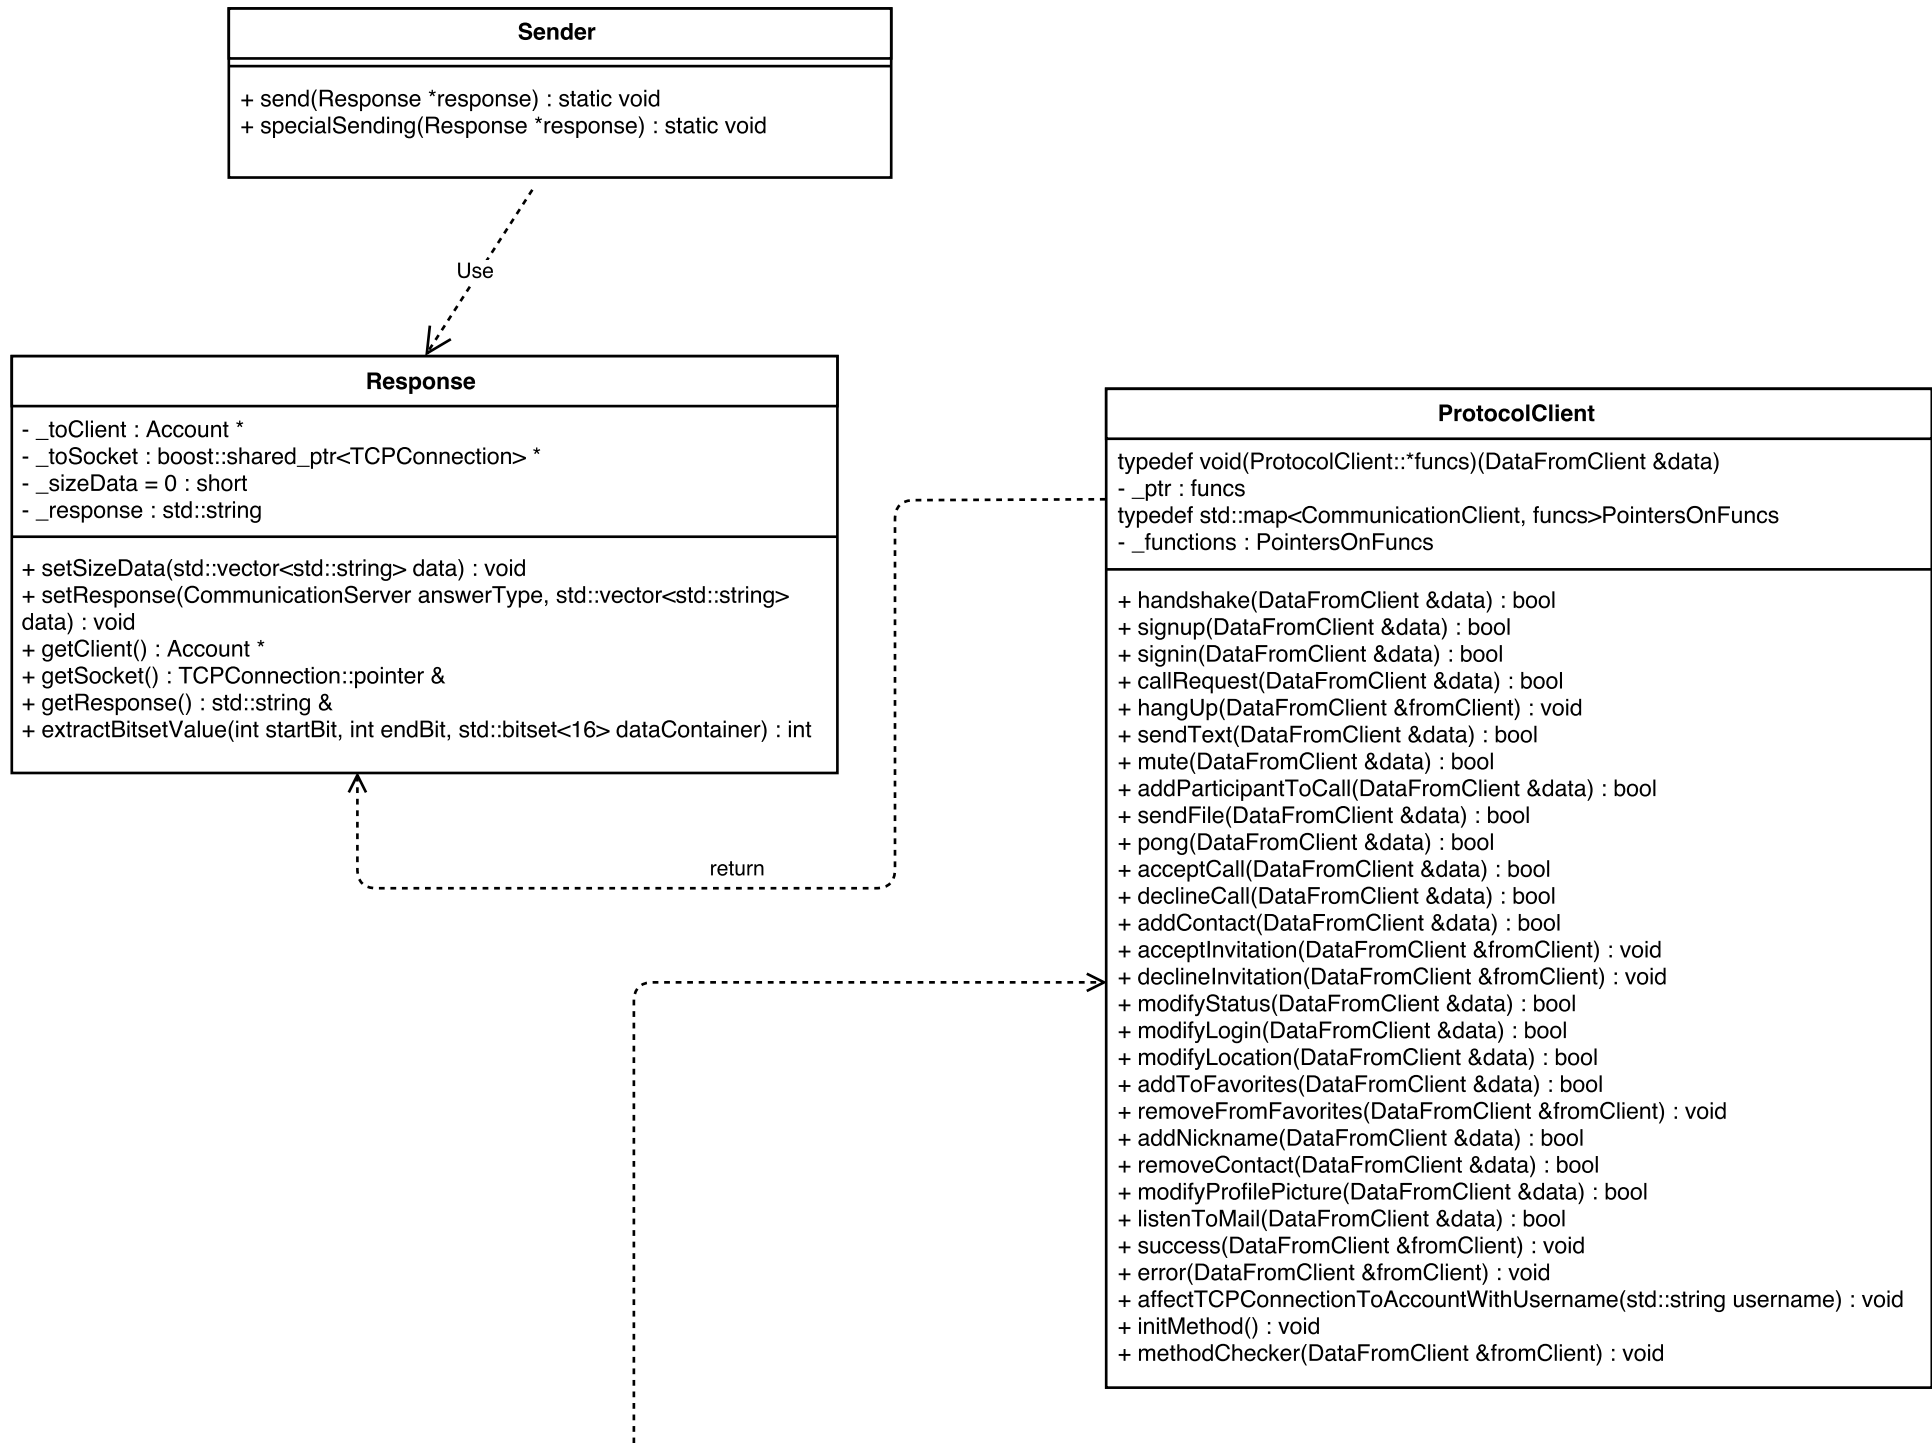 Sender
+ send(Response *response) : static void
+ specialSending(Response *response) : static void
Use
Response
- _toClient : Account *
- _toSocket : boost::shared_ptr<TCPConnection> *
- _sizeData = 0 : short
- _response : std::string
+ setSizeData(std::vector<std::string> data) : void
+ setResponse(CommunicationServer answerType, std::vector<std::string>
data) : void
+ getClient() : Account *
+ getSocket() : TCPConnection::pointer &
+ getResponse() : std::string &
+ extractBitsetValue(int startBit, int endBit, std::bitset<16> dataContainer) : int
return
ProtocolClient
typedef void(ProtocolClient::*funcs)(DataFromClient &data)
- _ptr : funcs
typedef std::map<CommunicationClient, funcs>PointersOnFuncs
- _functions : PointersOnFuncs
+ handshake(DataFromClient &data) : bool
+ signup(DataFromClient &data) : bool
+ signin(DataFromClient &data) : bool
+ callRequest(DataFromClient &data) : bool
+ hangUp(DataFromClient &fromClient) : void
+ sendText(DataFromClient &data) : bool
+ mute(DataFromClient &data) : bool
+ addParticipantToCall(DataFromClient &data) : bool
+ sendFile(DataFromClient &data) : bool
+ pong(DataFromClient &data) : bool
+ acceptCall(DataFromClient &data) : bool
+ declineCall(DataFromClient &data) : bool
+ addContact(DataFromClient &data) : bool
+ acceptInvitation(DataFromClient &fromClient) : void
+ declineInvitation(DataFromClient &fromClient) : void
+ modifyStatus(DataFromClient &data) : bool
+ modifyLogin(DataFromClient &data) : bool
+ modifyLocation(DataFromClient &data) : bool
+ addToFavorites(DataFromClient &data) : bool
+ removeFromFavorites(DataFromClient &fromClient) : void
+ addNickname(DataFromClient &data) : bool
+ removeContact(DataFromClient &data) : bool
+ modifyProfilePicture(DataFromClient &data) : bool
+ listenToMail(DataFromClient &data) : bool
+ success(DataFromClient &fromClient) : void
+ error(DataFromClient &fromClient) : void
+ affectTCPConnectionToAccountWithUsername(std::string username) : void
+ initMethod() : void
+ methodChecker(DataFromClient &fromClient) : void